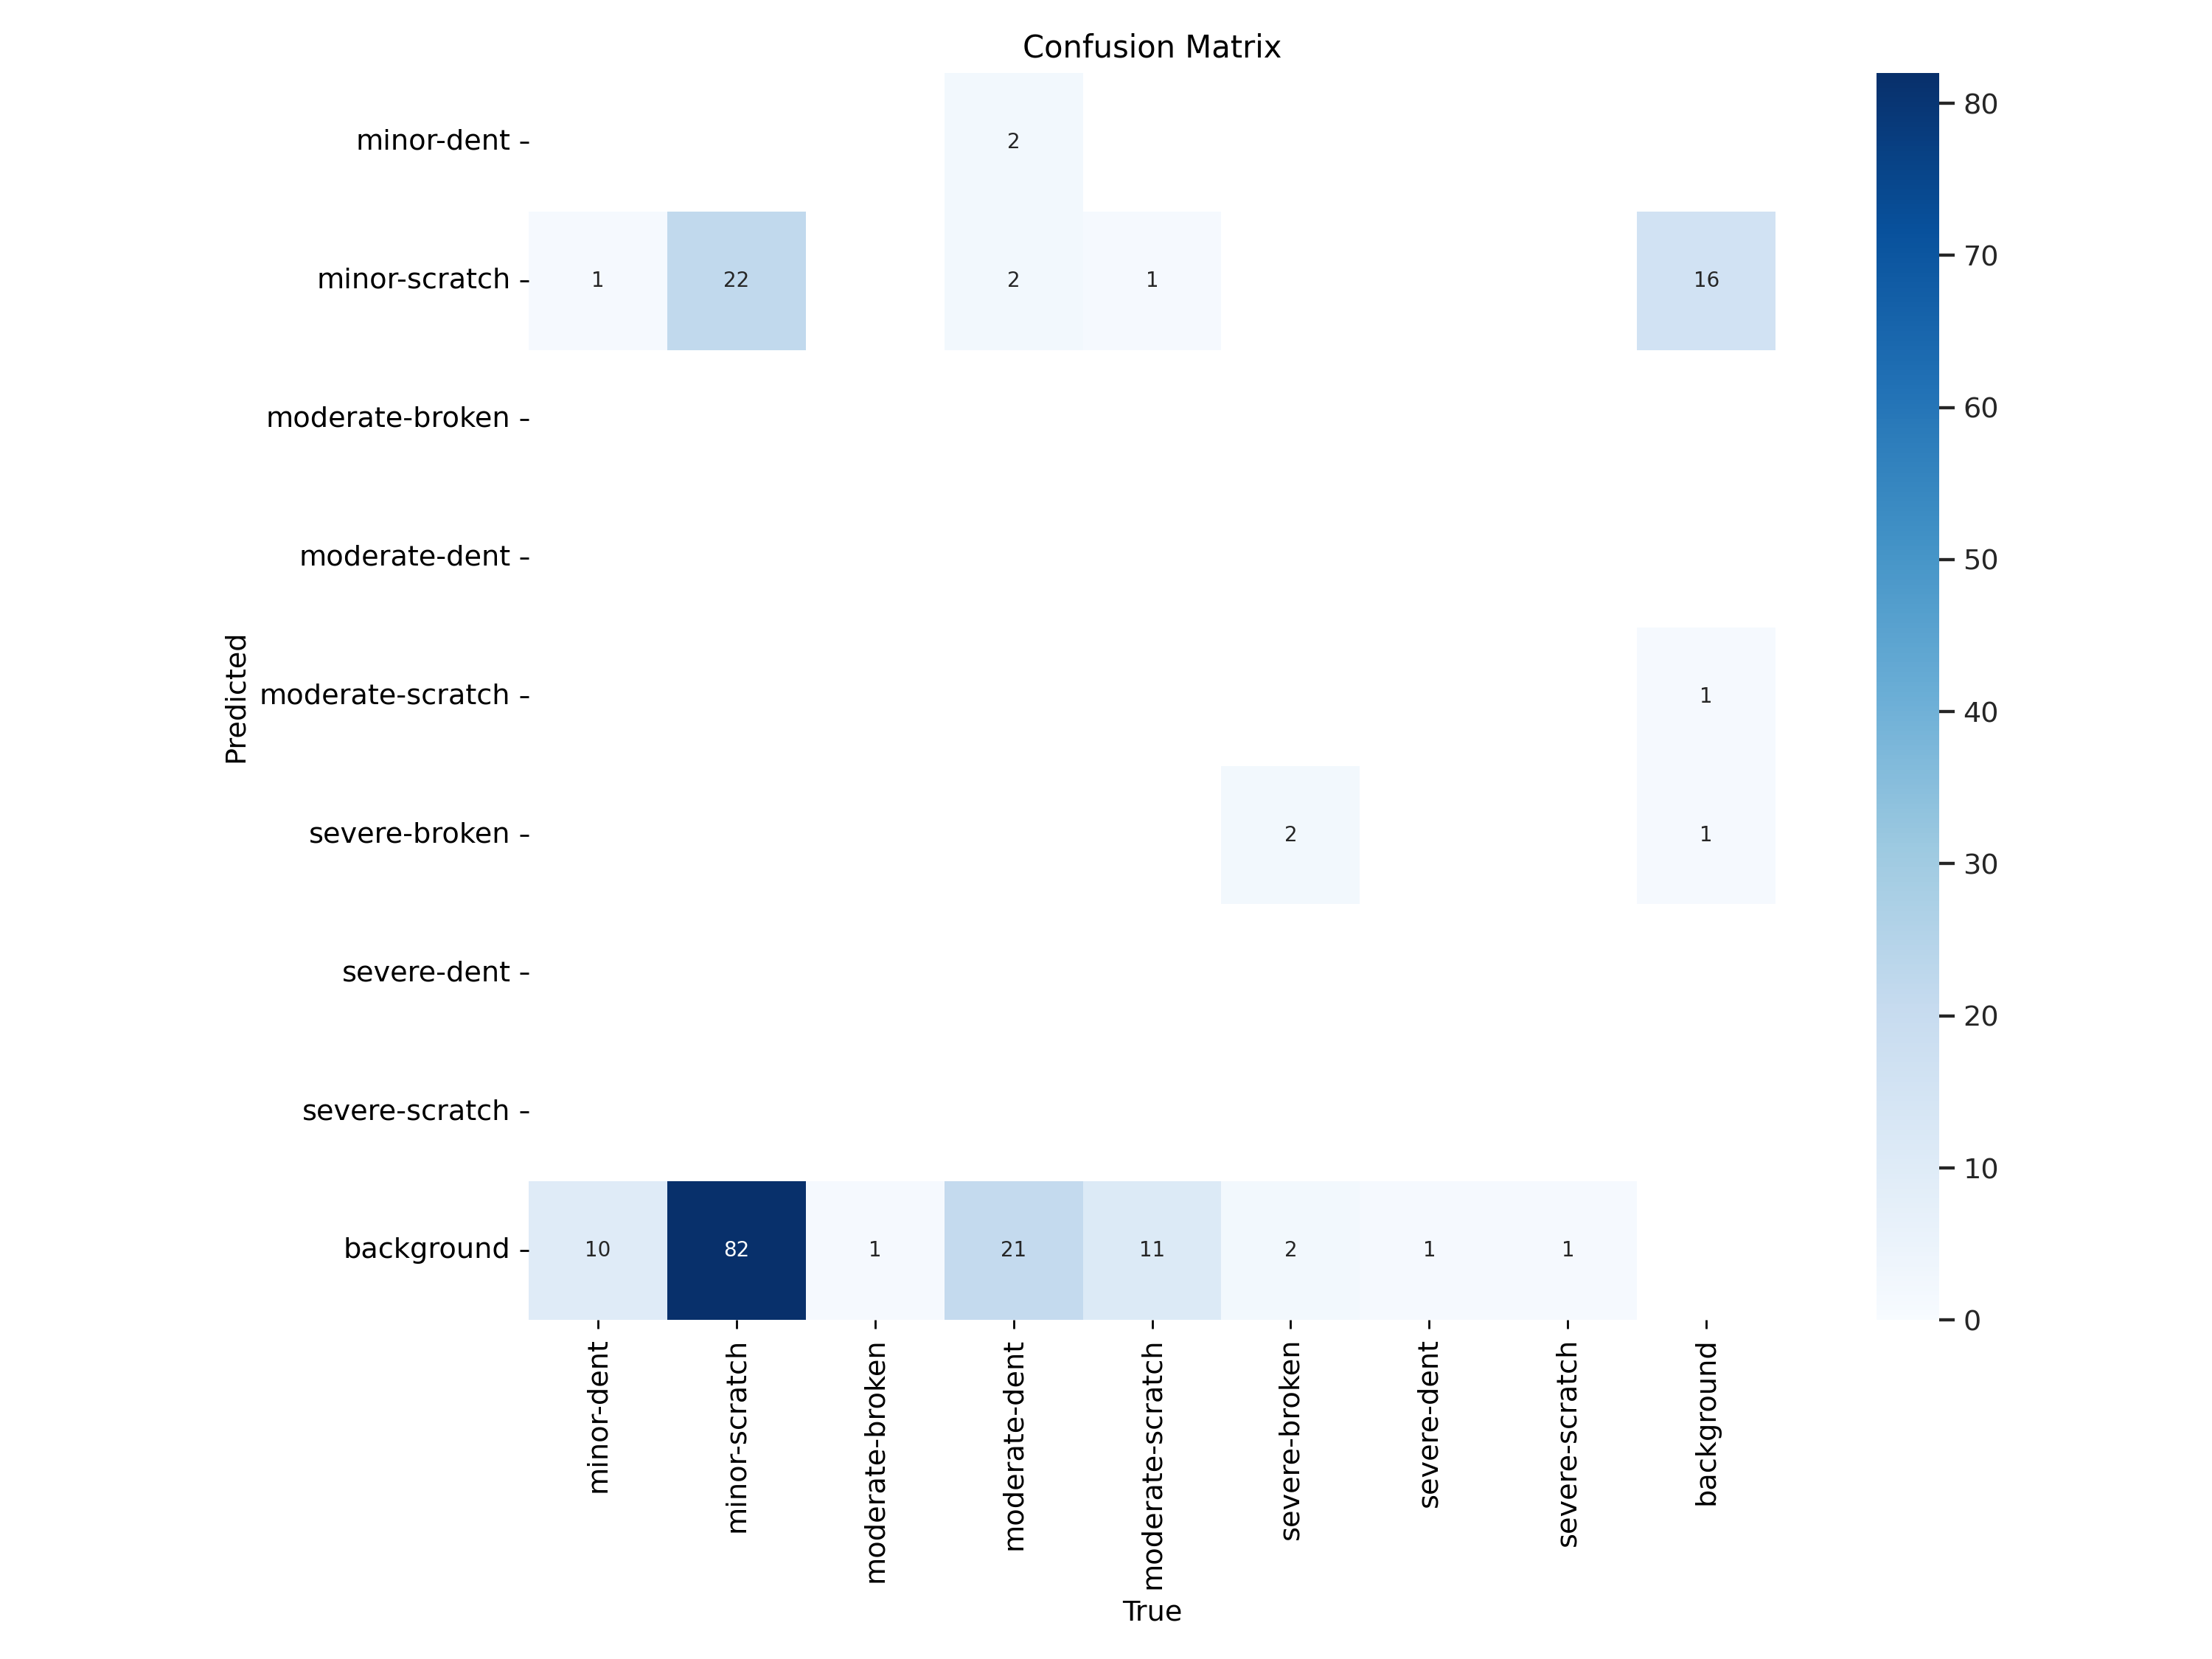 Confusion Matrix
minor-dent
2
minor-scratch
1 22 2 1 16
moderate-broken
moderate-dent
moderate-scratch
1
severe-broken
2 1
severe-dent
severe-scratch
background
10 82 1 21 11 2 1 1
Predicted
minor-dent
minor-scratch
moderate-broken
moderate-dent
moderate-scratch
severe-broken
severe-dent
severe-scratch
background
True
80
70
60
50
40
30
20
10
0